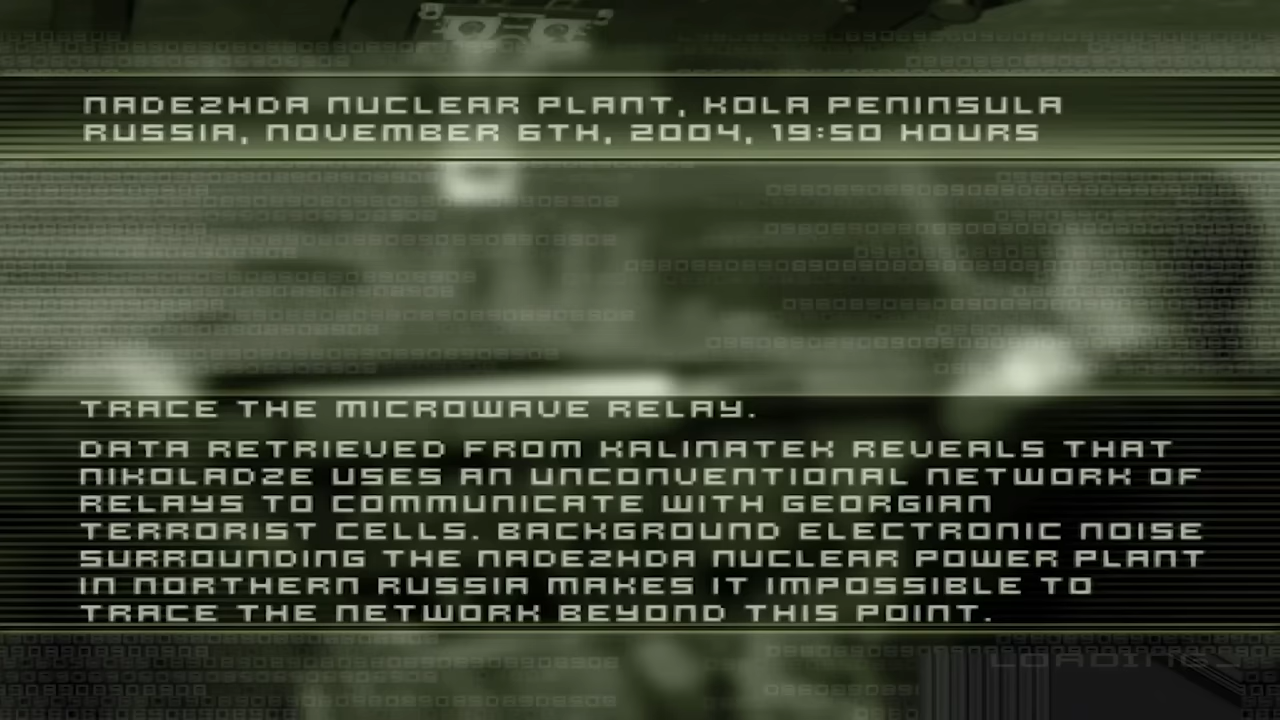 NADEZHDA NUCLEAR PLANT, KOLA PENINSULA
RUSSIA, NOVEMBER 6TH, 2004, 19:50 HOURS
TRACE THE MICROWAVE RELAY.
DATA RETRIEVED FROM KALINATEK REVEALS THAT
NIKOLADZE USES AN UNCONVENTIONAL NETWORK OF
RELAYS TO COMMUNICATE WITH GEORGIAN
TERRORIST CELLS. BACKGROUND ELECTRONIC NOISE
SURROUNDING THE NADEZHDA NUCLEAR POWER PLANT
IN NORTHERN RUSSIA MAKES IT IMPOSSIBLE TO
TRACE THE NETWORK BEYOND THIS POINT.
LOADING